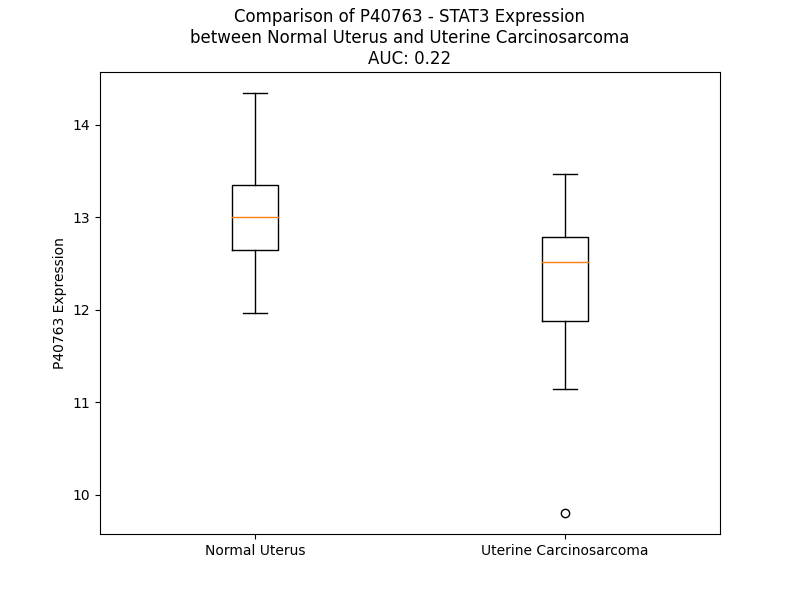 Comparison of P40763 - STAT3 Expression
between Normal Uterus and Uterine Carcinosarcoma
AUC: 0.22
P40763 Expression
14
13
12
11
10
Normal Uterus
Uterine Carcinosarcoma